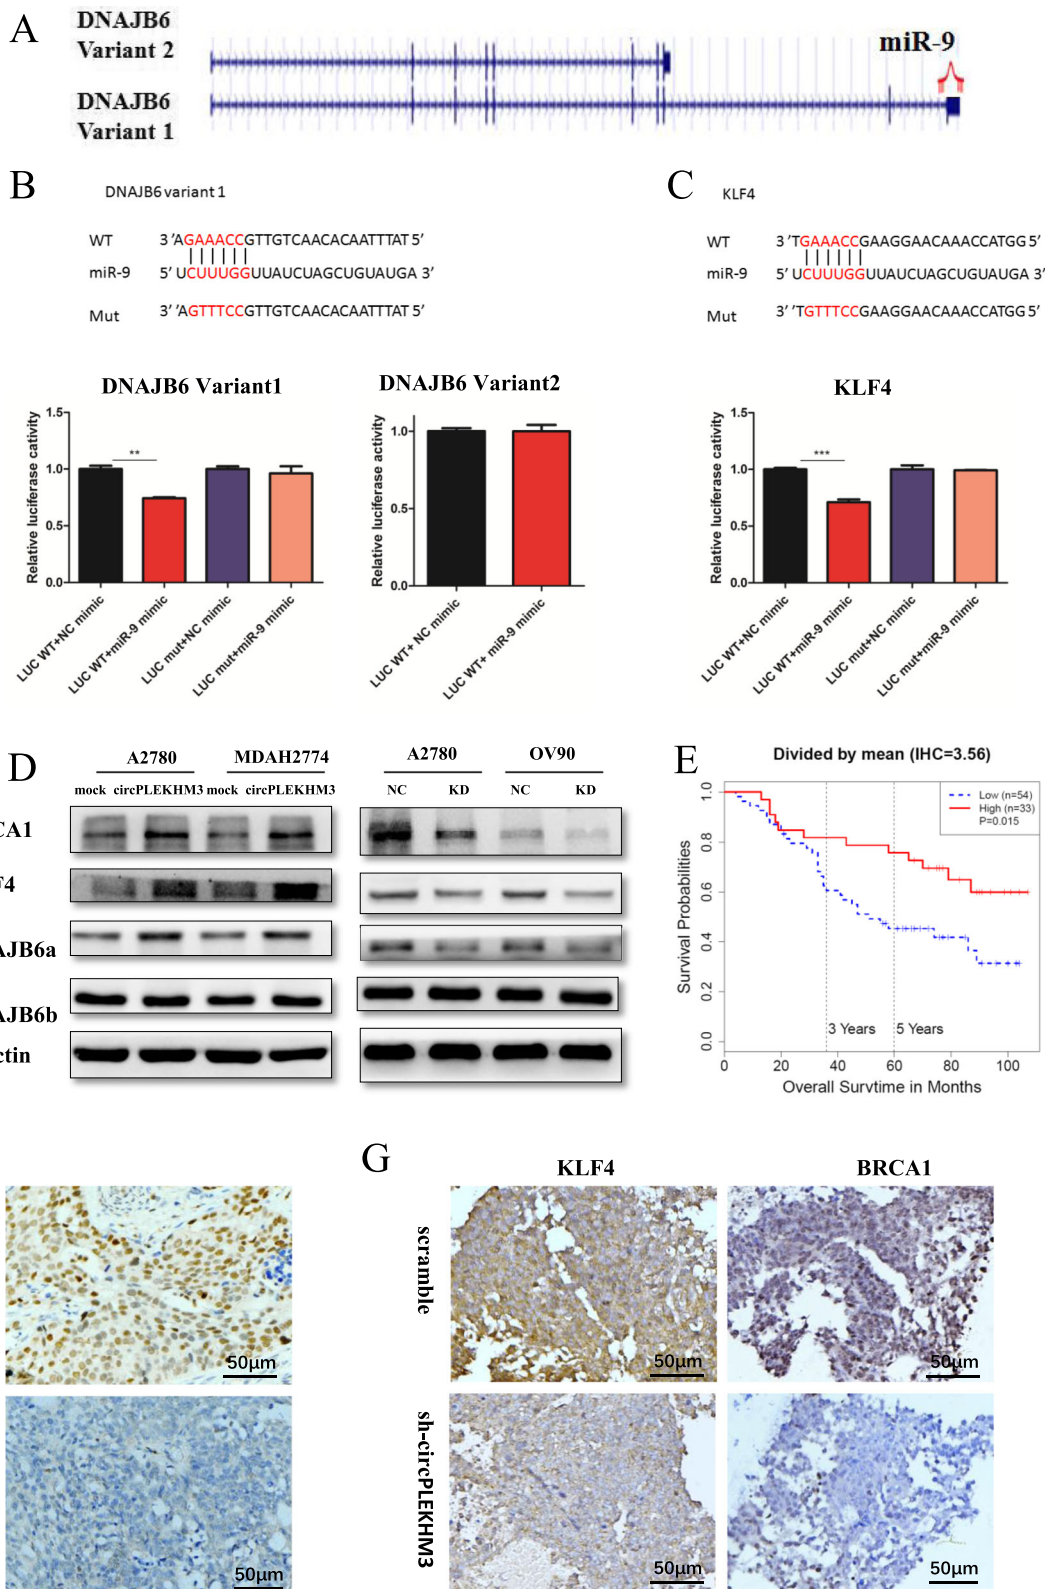 A
DNAJB6
Variant 2
miR-9
DNAJB6
Variant 1
B
DNAJB6 variant 1
WT
3 'AGAAACCGTTGTCAACACAATTTAT 5'
miR-9
5' UCUUUGGUUAUCUAGCUGUAUGA 3'
Mut
3' 'AGTTTCCGTTGTCAACACAATTTAT 5'
C
KLF4
WT
3 'TGAAACCGAAGGAACAAACCATGG 5'
miR-9
5' UCUUUGGUUAUCUAGCUGUAUGA 3'
Mut
3' 'TGTTTCCGAAGGAACAAACCATGG 5'
DNAJB6 Variant1
Relative luciferase cativity
1.5
1.0
0.5
0.0
**
LUC WT+NC mimic
LUC WT+miR-9 mimic
LUC mut+NC mimic
LUC mut+miR-9 mimic
DNAJB6 Variant2
Relative luciferase activity
1.0
0.5
0.0
LUC WT+ NC mimic
LUC WT+ miR-9 mimic
KLF4
Relative luciferase cativity
1.5
1.0
0.5
0.0
***
LUC WT+NC mimic
LUC WT+miR-9 mimic
LUC mut+NC mimic
LUC mut+miR-9 mimic
D
A2780 MDAH2774
mock circPLEKHM3 mock circPLEKHM3
A2780 OV90
NC KD NC KD
CA1
F4
AJB6a
AJB6b
ctin
E
Divided by mean (IHC=3.56)
Low (n=54)
High (n=33)
P=0.015
Survival Probabilities
1.0
0.8
0.6
0.4
0.2
0.0
3 Years
5 Years
0 20 40 60 80 100
Overall Survtime in Months
50μm
50μm
G
KLF4 BRCA1
scramble
50μm
50μm
sh-circPLEKHM3
50μm
50μm